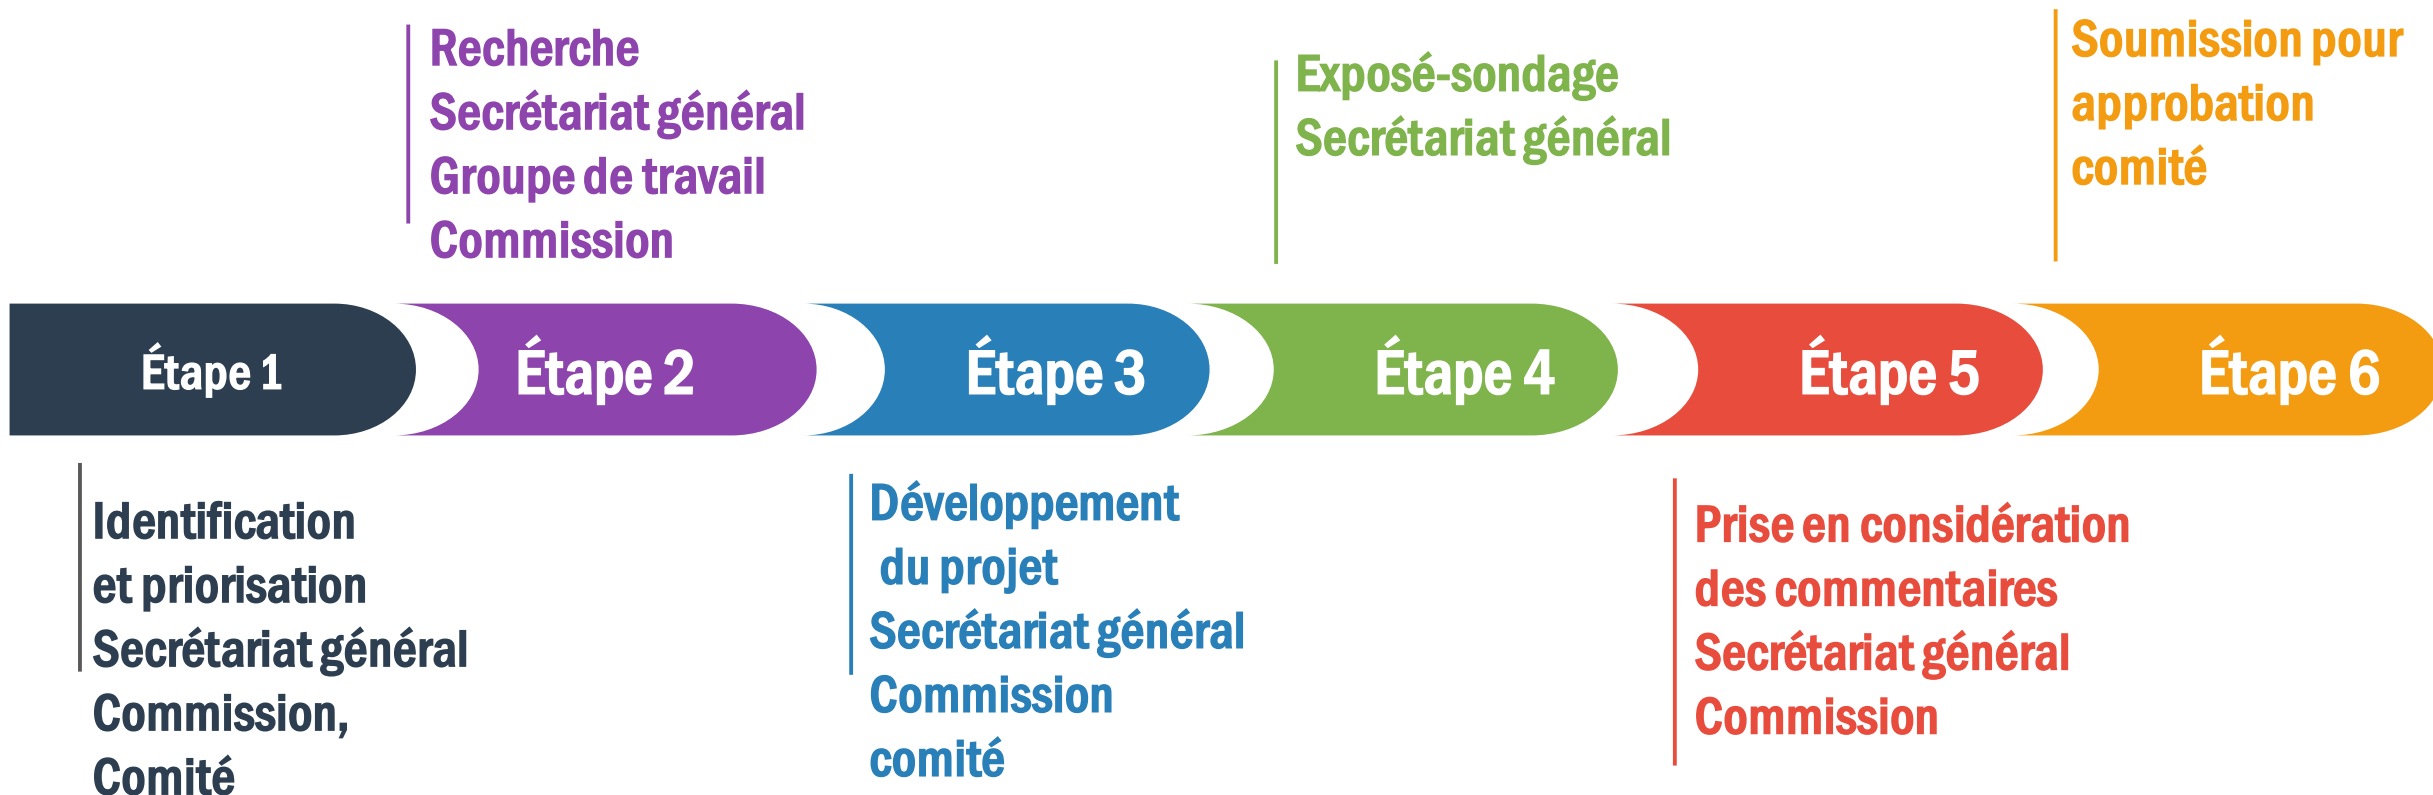 Recherche
Secrétariat général
Groupe de travail
Commission
Exposé-sondage
Secrétariat général
Soumission pour
approbation
comité
Étape 1
Étape 2
Étape 3
Étape 4
Étape 5
Étape 6
Identification
et priorisation
Secrétariat général
Commission,
Comité
Développement
du projet
Secrétariat général
Commission
comité
Prise en considération
des commentaires
Secrétariat général
Commission